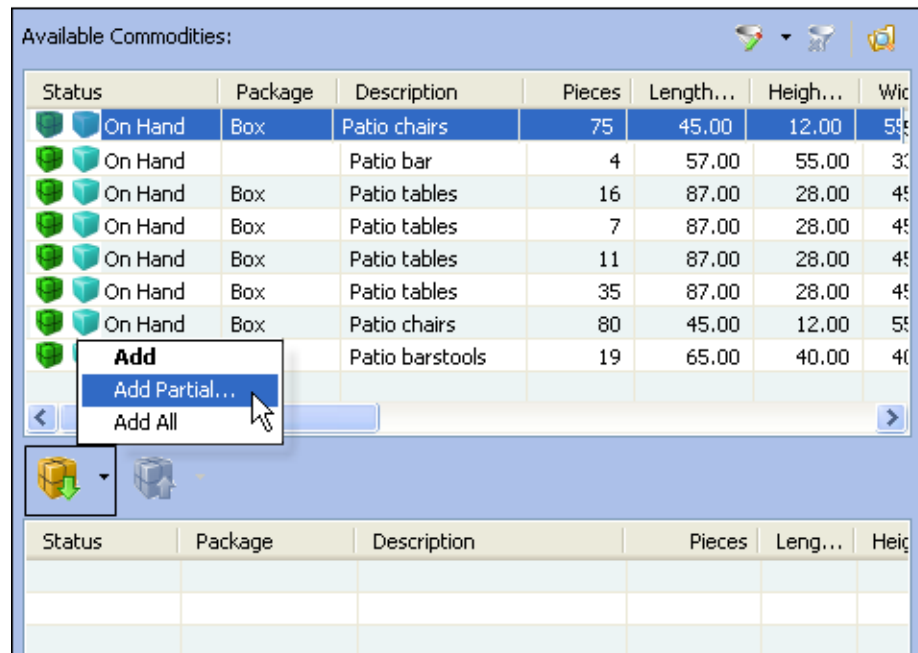 Available Commodities:
Status Package Description Pieces Length... Heigh... Wid
On Hand Box Patio chairs 75 45.00 12.00
On Hand Patio bar 4 57.00 55.00
On Hand Box Patio tables 16 87.00 28.00
On Hand Box Patio tables 7 87.00 28.00
On Hand Box Patio tables 11 87.00 28.00
On Hand Box Patio tables 35 87.00 28.00
On Hand Box Patio chairs 80 45.00 12.00
Patio barstools 19 65.00 40.00
Add
Add Partial...
Add All
Status Package Description Pieces Leng... Heig